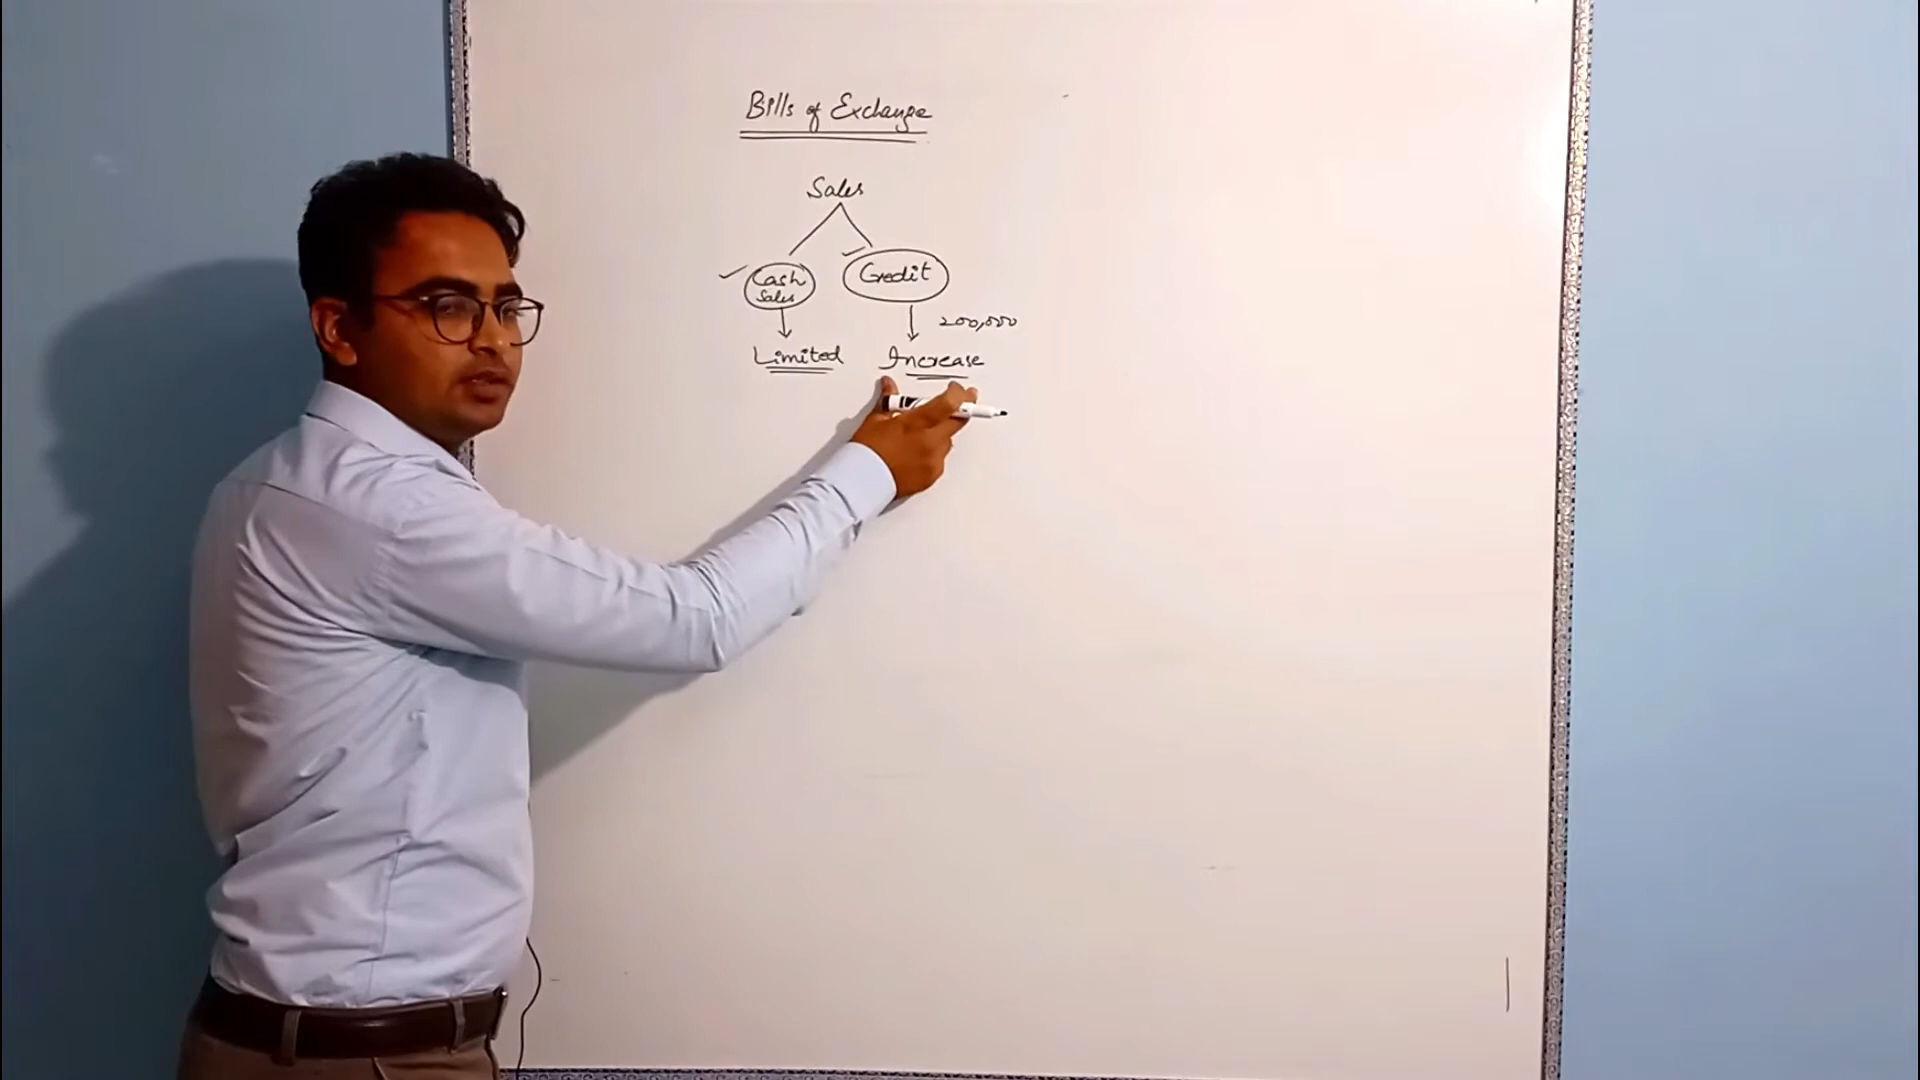 Bills of Exchange
Sales
Cash
Sales
Credit
200,000
Limited
Increase